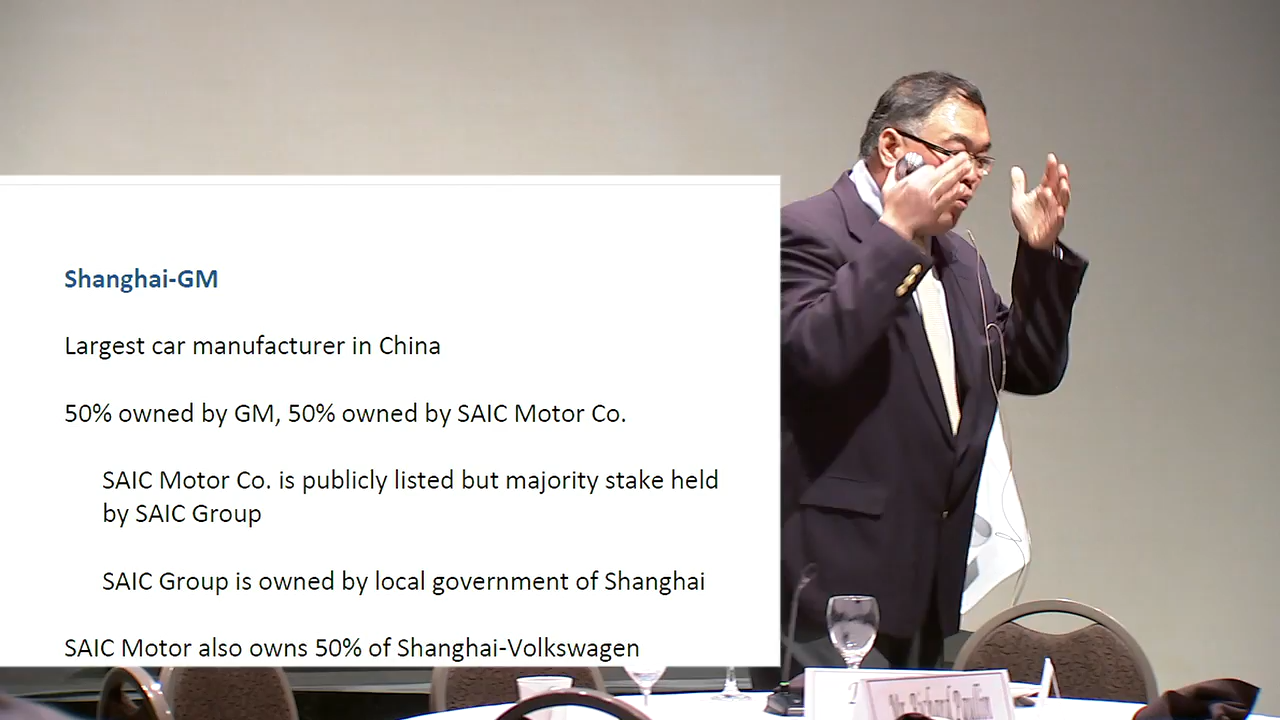 Shanghai-GM
Largest car manufacturer in China
50% owned by GM, 50% owned by SAIC Motor Co.
SAIC Motor Co. is publicly listed but majority stake held
by SAIC Group
SAIC Group is owned by local government of Shanghai
SAIC Motor also owns 50% of Shanghai-Volkswagen
Mr.